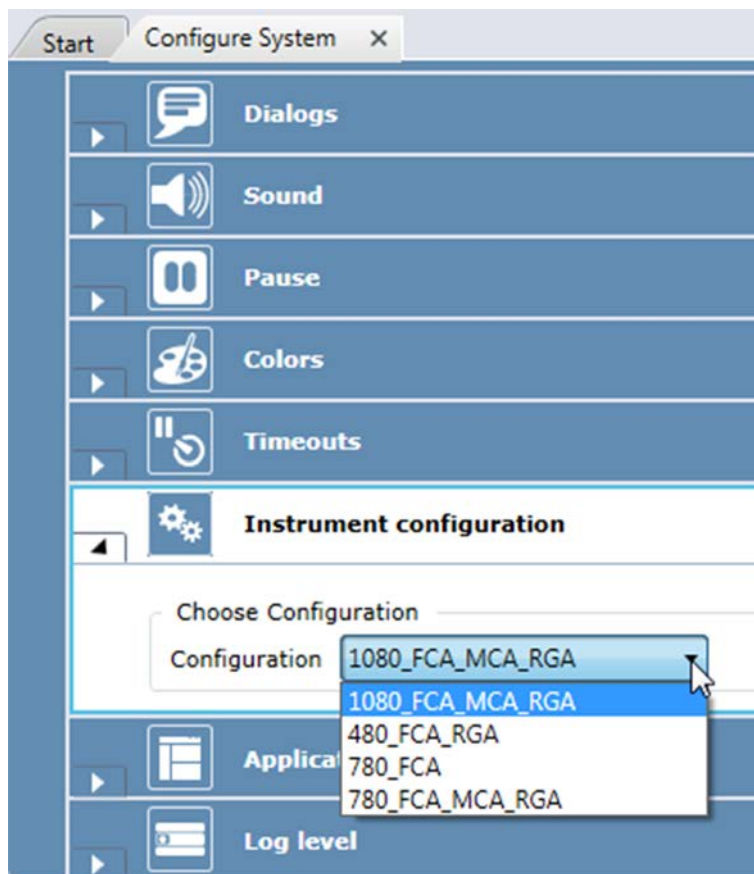 Start Configure System
Dialogs
Sound
Pause
Colors
Timeouts
Instrument configuration
Choose Configuration
Configuration 1080_FCA_MCA_RGA
1080_FCA_MCA_RGA
480_FCA_RGA
780_FCA
780_FCA_MCA_RGA
Log level